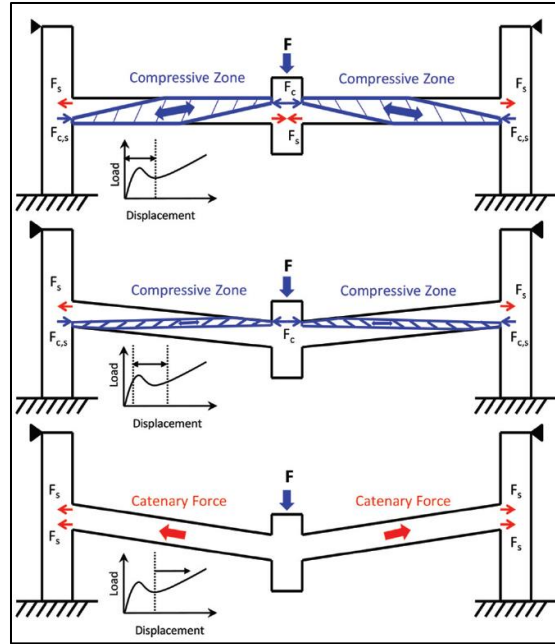 F
Compressive Zone
Compressive Zone
Fs
Fc
Fs
Fc,s
Fs
Fc,s
Load
Displacement
F
Compressive Zone
Compressive Zone
Fs
Fs
Fc,s
Fc
Fc,s
Load
Displacement
F
Catenary Force
Catenary Force
Fs
Fs
Fs
Fs
Load
Displacement